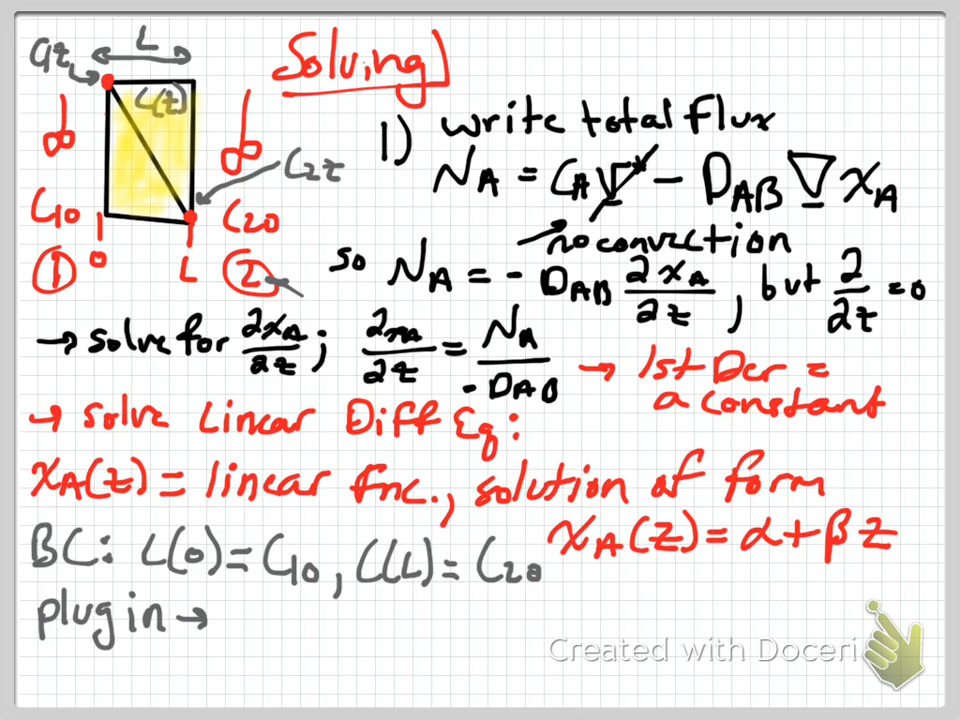 Solving
L
C1z
C(z)
C2z
C10
C20
0
L
1
2
1) write total flux
NA = CA V* − DAB ∇ xA
no convection
so NA = - DAB ∂xA/∂z , but ∂/∂z = 0
→ solve for ∂xA/∂z ; ∂xA/∂z = NA/-DAB → 1st Der =
a constant
→ solve Linear Diff Eq :
xA(z) = linear fnc., solution of form
xA(z) = α + βz
BC: C(0) = C10 , C(L) = C20
plug in →
Created with Doceri